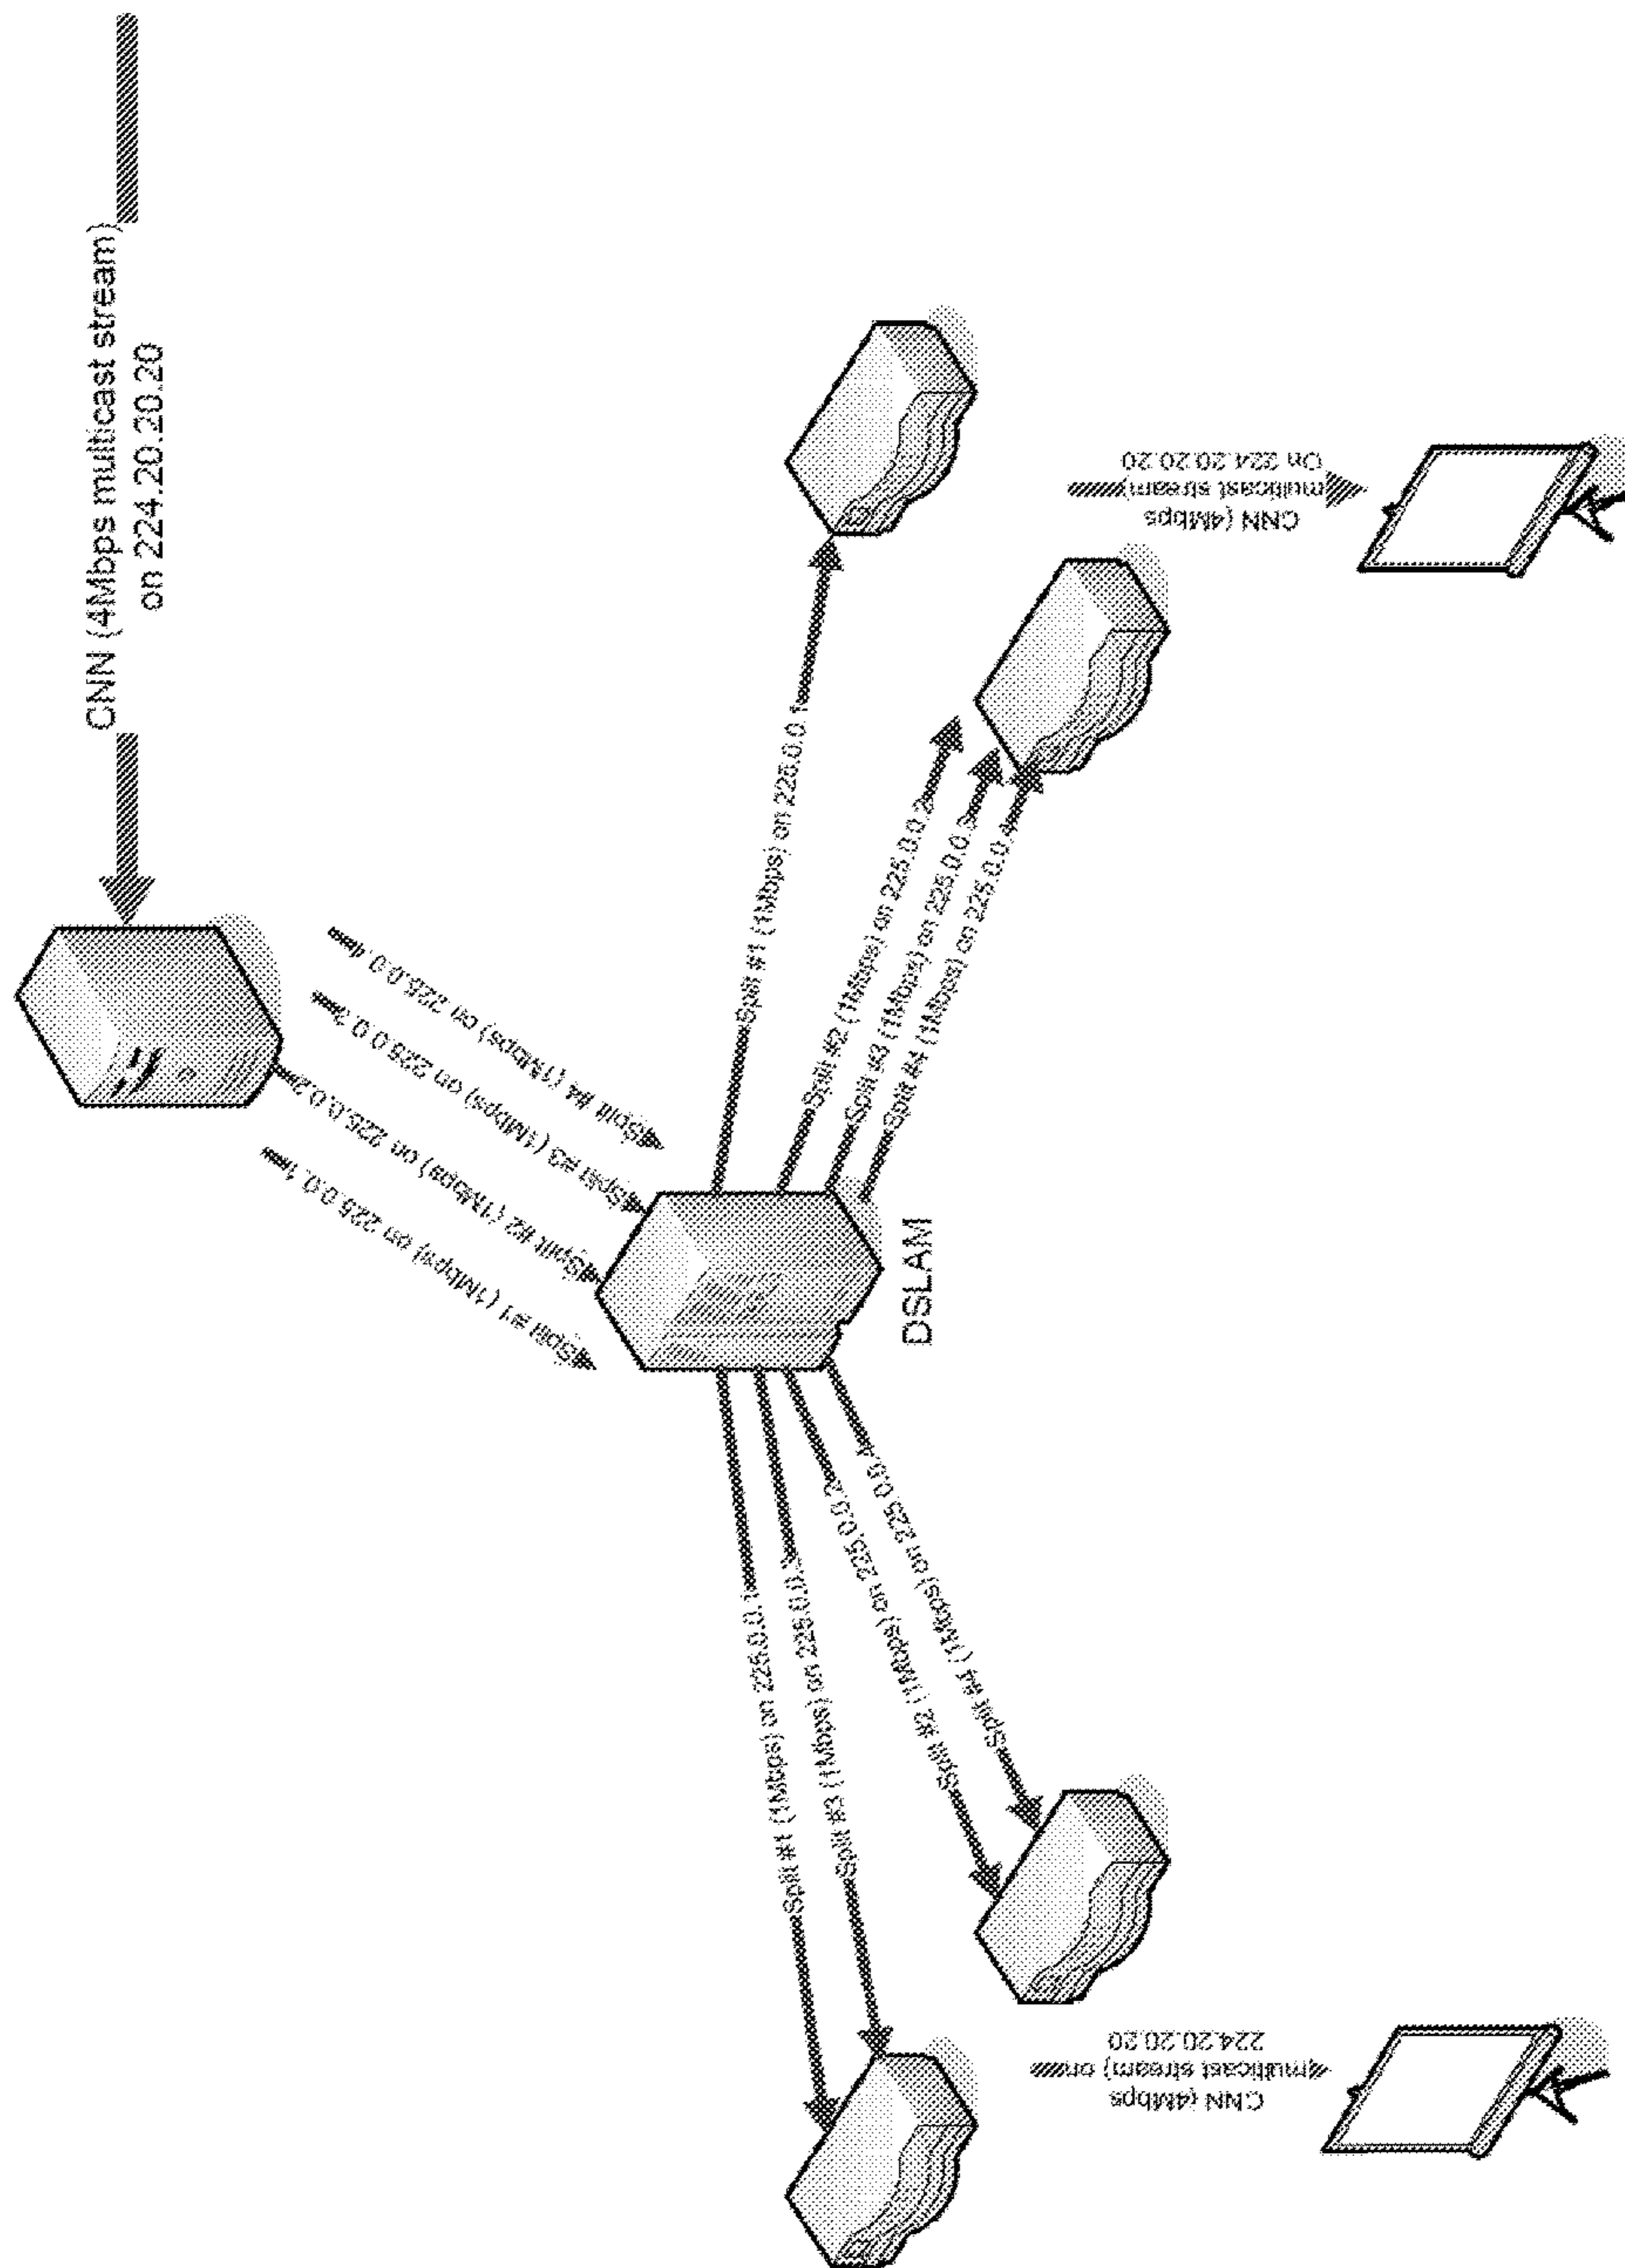 CNN (4Mbps multicast stream)
on 224.20.20.20
Split #4 (1Mbps) on 225.0.0.4
Split #3 (1Mbps) on 225.0.0.3
Split #2 (1Mbps) on 225.0.0.2
Split #1 (1Mbps) on 225.0.0.1
DSLAM
Split #1 (1Mbps) on 225.0.0.1
Split #2 (1Mbps) on 225.0.0.2
Split #3 (1Mbps) on 225.0.0.3
Split #4 (1Mbps) on 225.0.0.4
Split #1 (1Mbps) on 225.0.0.1
Split #3 (1Mbps) on 225.0.0.3
Split #2 (1Mbps) on 225.0.0.2
Split #4 (1Mbps) on 225.0.0.4
CNN (4Mbps
multicast stream)
On 224.20.20.20
CNN (4Mbps
multicast stream) on
224.20.20.20